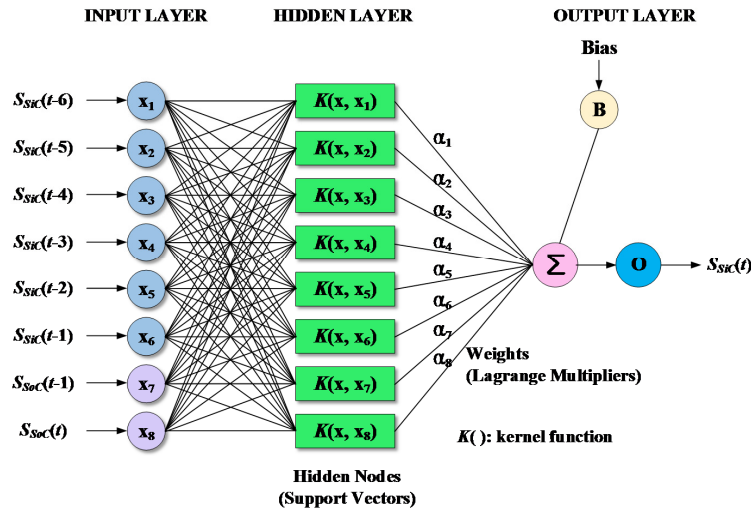 INPUT LAYER HIDDEN LAYER OUTPUT LAYER
Bias
B
S_SiC(t-6) x₁ K(x, x₁) α₁
S_SiC(t-5) x₂ K(x, x₂) α₂
S_SiC(t-4) x₃ K(x, x₃) α₃
S_SiC(t-3) x₄ K(x, x₄) α₄
Σ O S_SiC(t)
S_SiC(t-2) x₅ K(x, x₅) α₅
S_SiC(t-1) x₆ K(x, x₆) α₆
S_SoC(t-1) x₇ K(x, x₇) α₇
S_SoC(t) x₈ K(x, x₈) α₈
Weights
(Lagrange Multipliers)
K( ): kernel function
Hidden Nodes
(Support Vectors)